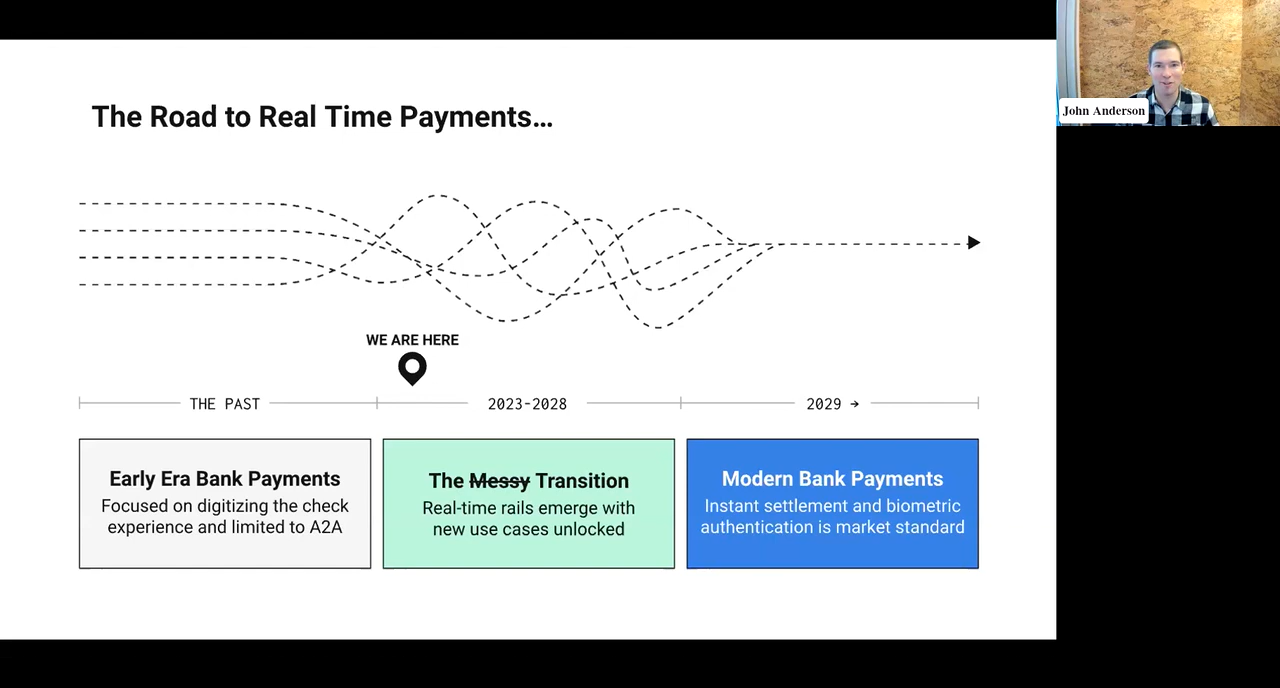 The Road to Real Time Payments…
John Anderson
WE ARE HERE
THE PAST
2023-2028
2029 →
Early Era Bank Payments
Focused on digitizing the check
experience and limited to A2A
The Messy Transition
Real-time rails emerge with
new use cases unlocked
Modern Bank Payments
Instant settlement and biometric
authentication is market standard